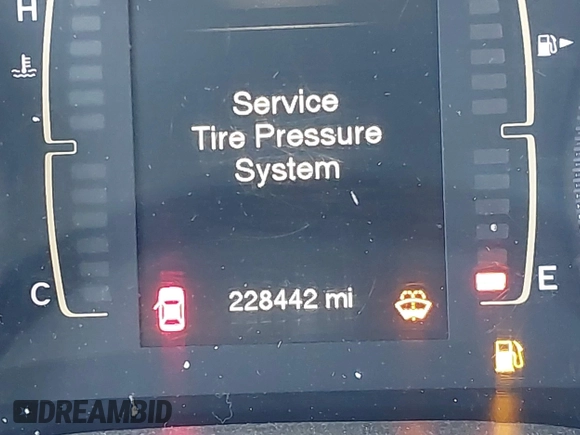 H
Service
Tire Pressure
System
C
228442 mi
E
DREAMBID